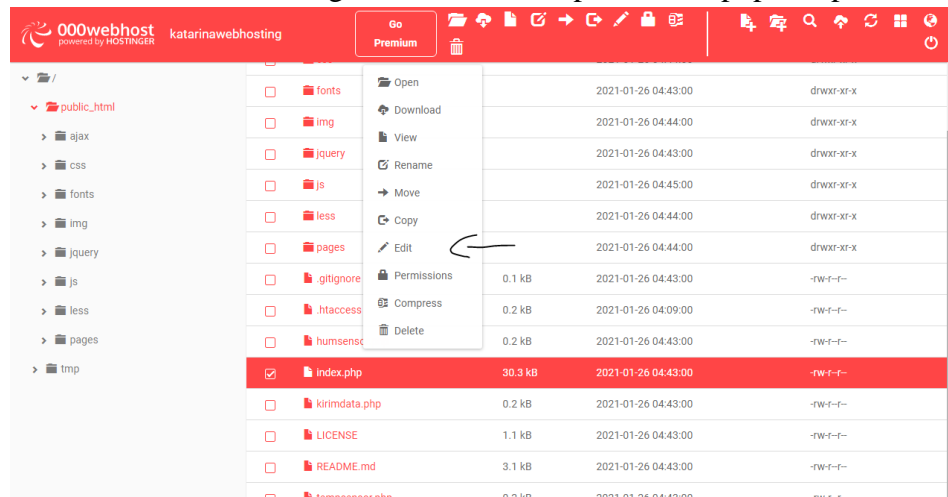 000webhost
powered by HOSTINGER
katarinawebhosting
Go
Premium
/
public_html
ajax
css
fonts
img
jquery
js
less
pages
tmp
Open
Download
View
Rename
Move
Copy
Edit
Permissions
Compress
Delete
fonts 2021-01-26 04:43:00 drwxr-xr-x
img 2021-01-26 04:44:00 drwxr-xr-x
jquery 2021-01-26 04:43:00 drwxr-xr-x
js 2021-01-26 04:45:00 drwxr-xr-x
less 2021-01-26 04:44:00 drwxr-xr-x
pages 2021-01-26 04:44:00 drwxr-xr-x
.gitignore 0.1 kB 2021-01-26 04:43:00 -rw-r--r--
.htaccess 0.2 kB 2021-01-26 04:09:00 -rw-r--r--
humsenso 0.2 kB 2021-01-26 04:43:00 -rw-r--r--
index.php 30.3 kB 2021-01-26 04:43:00 -rw-r--r--
kirimdata.php 0.2 kB 2021-01-26 04:43:00 -rw-r--r--
LICENSE 1.1 kB 2021-01-26 04:43:00 -rw-r--r--
README.md 3.1 kB 2021-01-26 04:43:00 -rw-r--r--